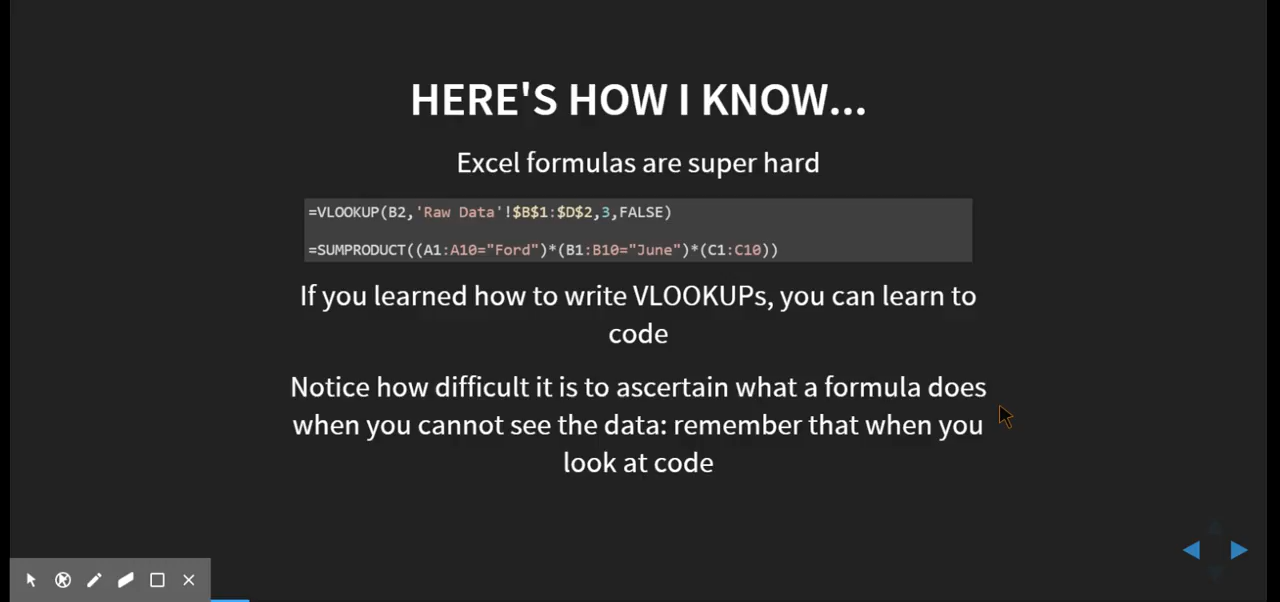 HERE'S HOW I KNOW...
Excel formulas are super hard
=VLOOKUP(B2,'Raw Data'!$B$1:$D$2,3,FALSE)
=SUMPRODUCT((A1:A10="Ford")*(B1:B10="June")*(C1:C10))
If you learned how to write VLOOKUPs, you can learn to
code
Notice how difficult it is to ascertain what a formula does
when you cannot see the data: remember that when you
look at code